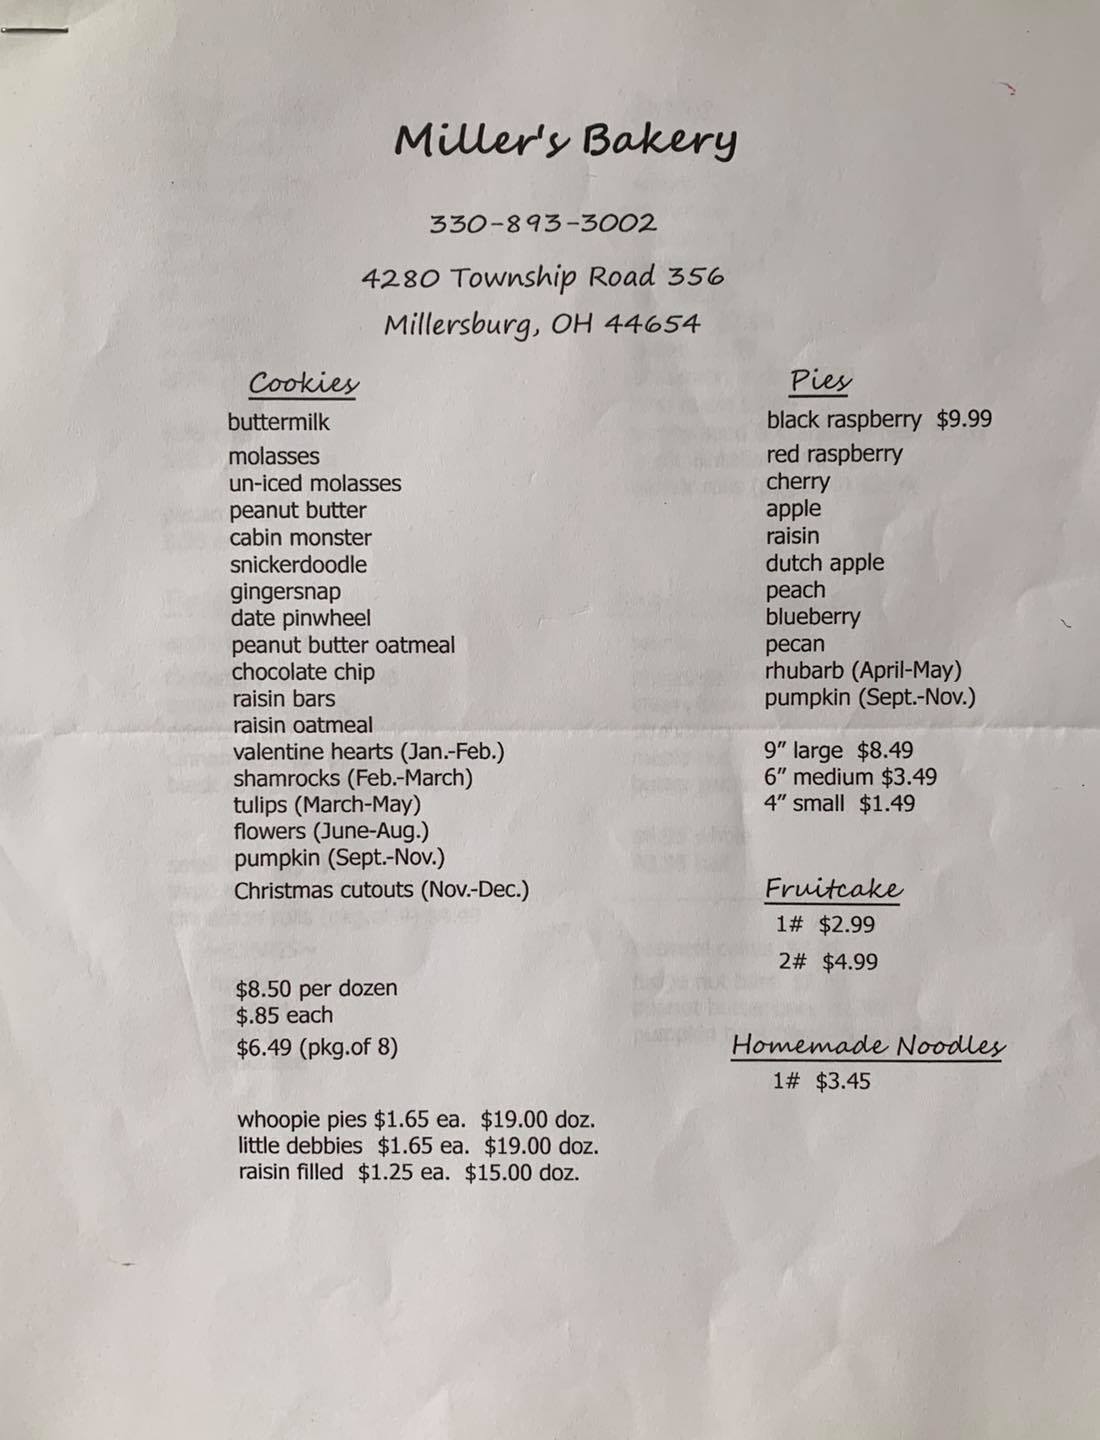 Miller's Bakery
330-893-3002
4280 Township Road 356
Millersburg, OH 44654
Cookies
buttermilk
molasses
un-iced molasses
peanut butter
cabin monster
snickerdoodle
gingersnap
date pinwheel
peanut butter oatmeal
chocolate chip
raisin bars
raisin oatmeal
valentine hearts (Jan.-Feb.)
shamrocks (Feb.-March)
tulips (March-May)
flowers (June-Aug.)
pumpkin (Sept.-Nov.)
Christmas cutouts (Nov.-Dec.)
$8.50 per dozen
$.85 each
$6.49 (pkg.of 8)
whoopie pies $1.65 ea. $19.00 doz.
little debbies $1.65 ea. $19.00 doz.
raisin filled $1.25 ea. $15.00 doz.
Pies
black raspberry $9.99
red raspberry
cherry
apple
raisin
dutch apple
peach
blueberry
pecan
rhubarb (April-May)
pumpkin (Sept.-Nov.)
9" large $8.49
6" medium $3.49
4" small $1.49
Fruitcake
1# $2.99
2# $4.99
Homemade Noodles
1# $3.45